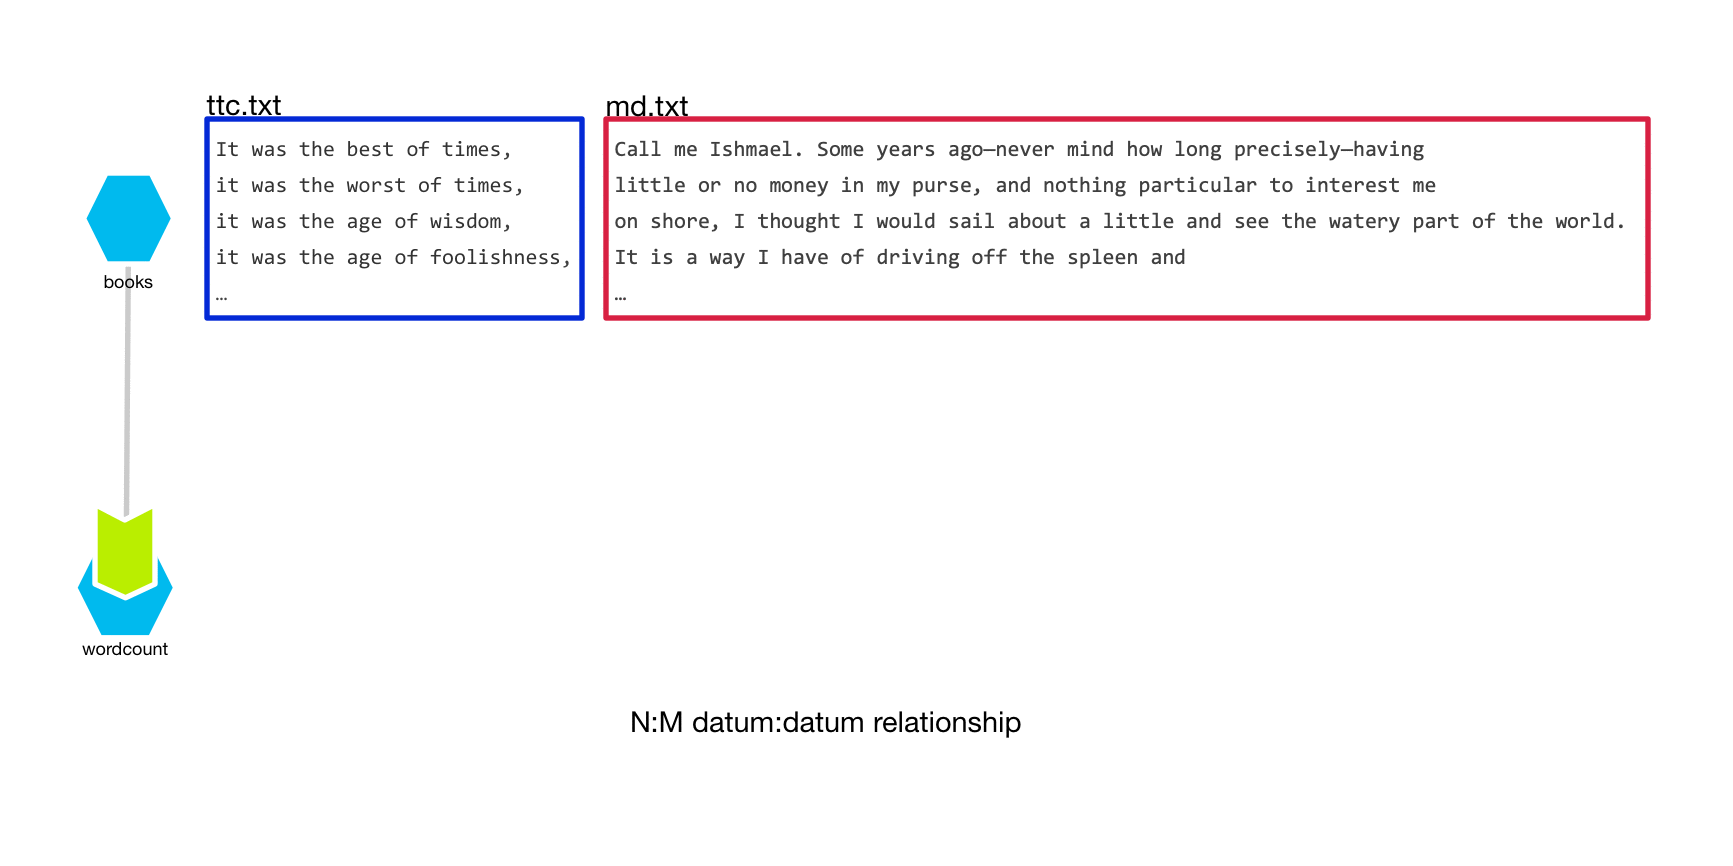 ttc.txt
It was the best of times,
it was the worst of times,
it was the age of wisdom,
it was the age of foolishness,
…
md.txt
Call me Ishmael. Some years ago—never mind how long precisely—having
little or no money in my purse, and nothing particular to interest me
on shore, I thought I would sail about a little and see the watery part of the world.
It is a way I have of driving off the spleen and
…
books
wordcount
N:M datum:datum relationship